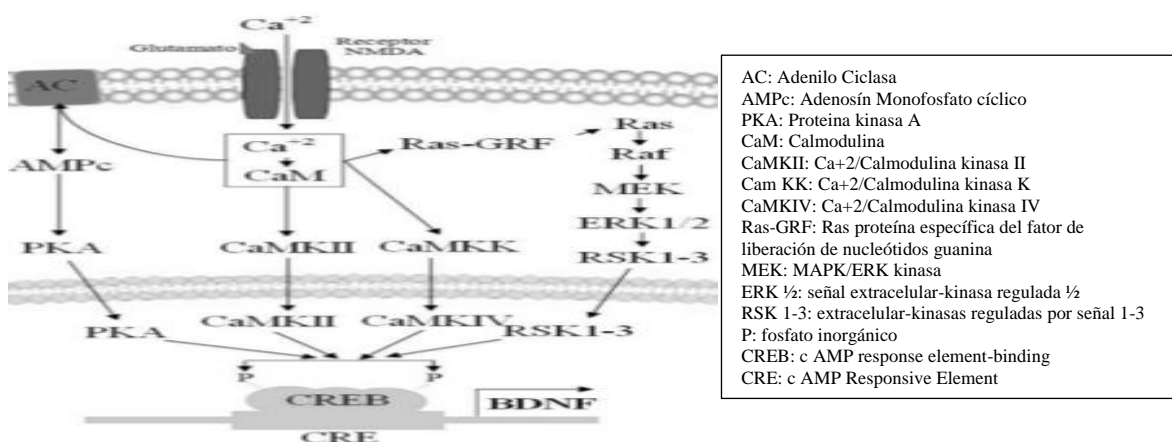 Ca+2
Glutamato
Receptor
NMDA
AC
AMPc
Ca+2
CaM
Ras-GRF
Ras
Raf
MEK
ERK1/2
RSK1-3
PKA
CaMKII
CaMKK
PKA
CaMKII
CaMKIV
RSK1-3
P
P
CREB
BDNF
CRE
AC: Adenilo Ciclasa
AMPc: Adenosín Monofosfato cíclico
PKA: Proteina kinasa A
CaM: Calmodulina
CaMKII: Ca+2/Calmodulina kinasa II
Cam KK: Ca+2/Calmodulina kinasa K
CaMKIV: Ca+2/Calmodulina kinasa IV
Ras-GRF: Ras proteína específica del fator de
liberación de nucleótidos guanina
MEK: MAPK/ERK kinasa
ERK ½: señal extracelular-kinasa regulada ½
RSK 1-3: extracelular-kinasas reguladas por señal 1-3
P: fosfato inorgánico
CREB: c AMP response element-binding
CRE: c AMP Responsive Element